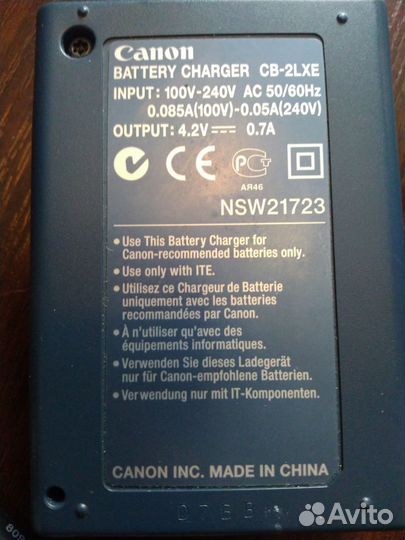 Canon
BATTERY CHARGER CB-2LXE
INPUT: 100V-240V AC 50/60Hz
0.085A(100V)-0.05A(240V)
OUTPUT: 4.2V⎓ 0.7A
CE PCT
AR46
NSW21723
• Use This Battery Charger for
Canon-recommended batteries only.
• Use only with ITE.
• Utilisez ce Chargeur de Batterie
uniquement avec les batteries
recommandées par Canon.
• À n'utiliser qu'avec des
équipements informatiques.
• Verwenden Sie dieses Ladegerät
nur für Canon-empfohlene Batterien.
• Verwendung nur mit IT-Komponenten.
CANON INC. MADE IN CHINA
Avito